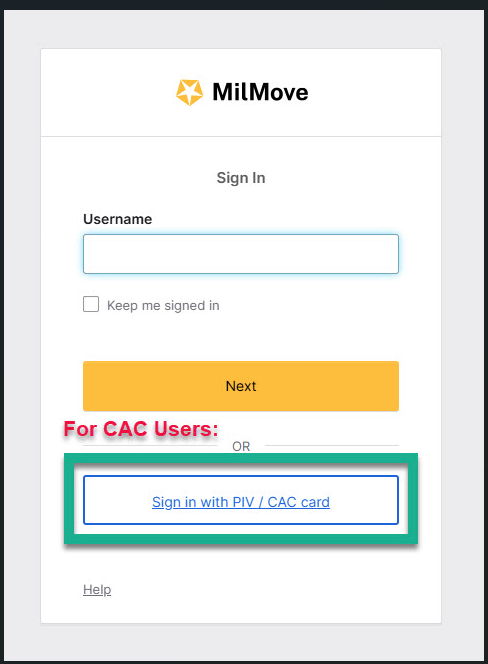 MilMove
Sign In
Username
Keep me signed in
Next
For CAC Users:
OR
Sign in with PIV / CAC card
Help